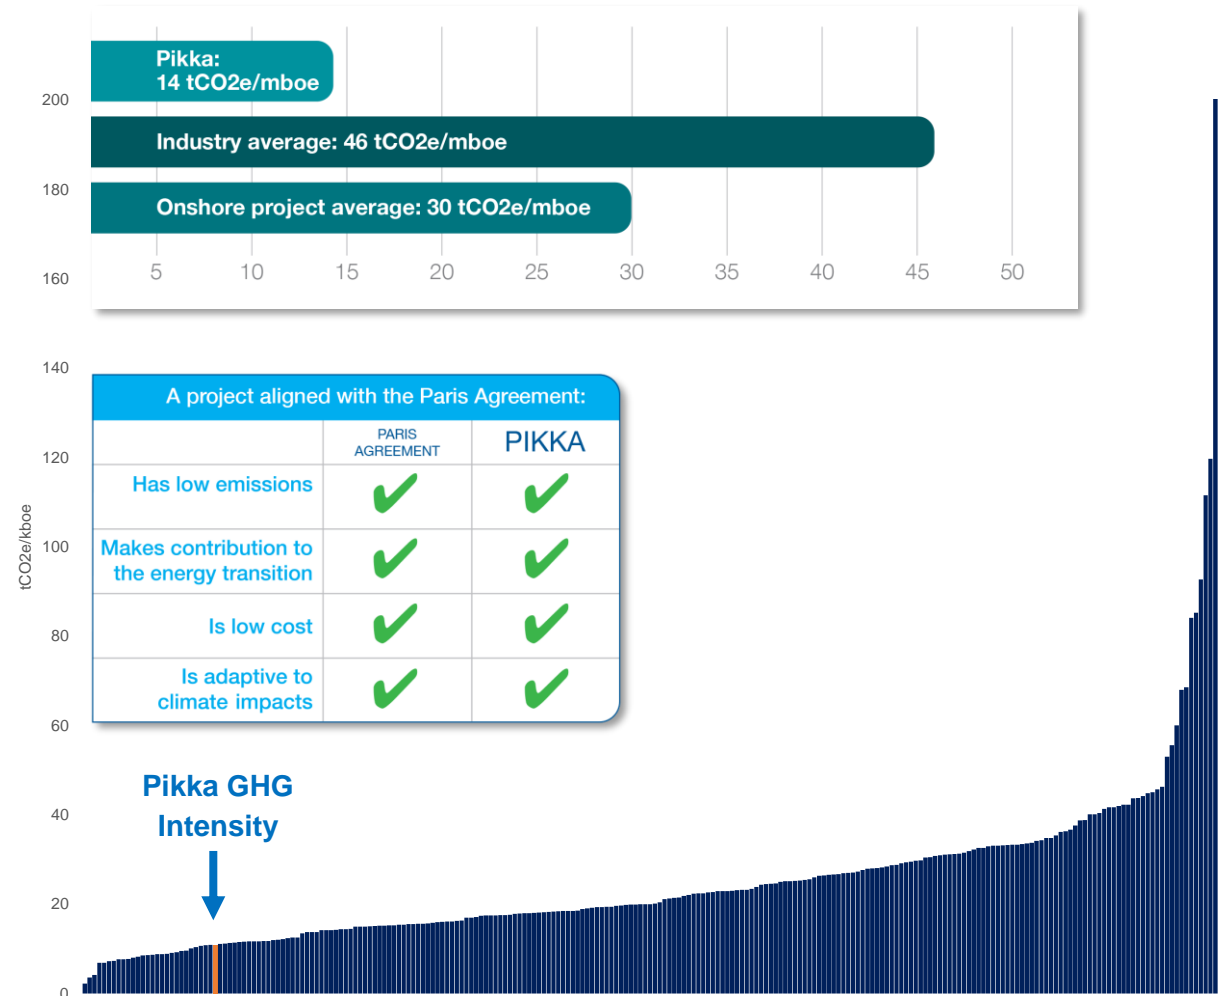 Pikka:
14 tCO2e/mboe
Industry average: 46 tCO2e/mboe
Onshore project average: 30 tCO2e/mboe
5 10 15 20 25 30 35 40 45 50
200
180
160
140
120
100
80
60
40
20
0
tCO2e/kboe
A project aligned with the Paris Agreement:
PARIS
AGREEMENT
PIKKA
Has low emissions
Makes contribution to
the energy transition
Is low cost
Is adaptive to
climate impacts
Pikka GHG
Intensity